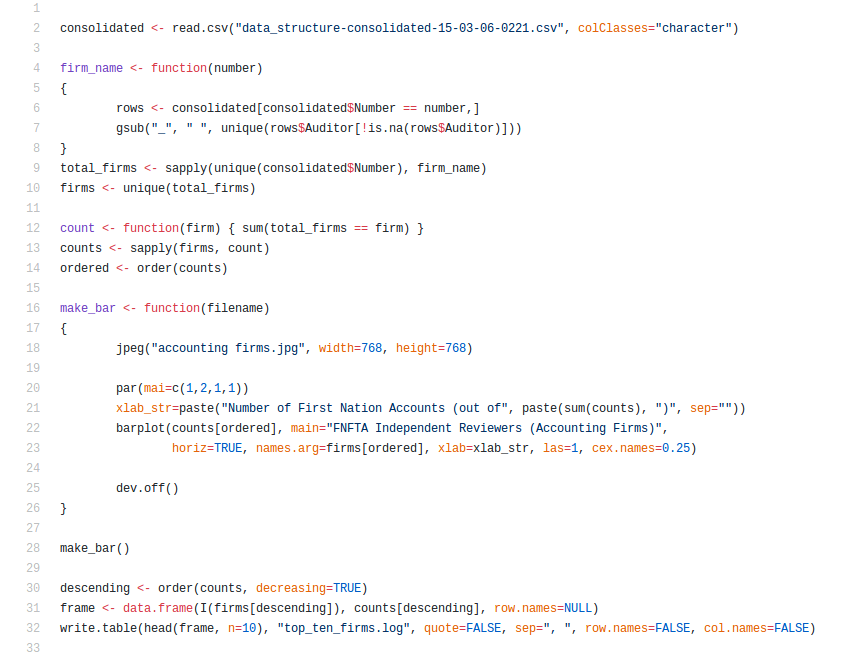 1
2 consolidated <- read.csv("data_structure-consolidated-15-03-06-0221.csv", colClasses="character")
3
4 firm_name <- function(number)
5 {
6 rows <- consolidated[consolidated$Number == number,]
7 gsub("_", " ", unique(rows$Auditor[!is.na(rows$Auditor)]))
8 }
9 total_firms <- sapply(unique(consolidated$Number), firm_name)
10 firms <- unique(total_firms)
11
12 count <- function(firm) { sum(total_firms == firm) }
13 counts <- sapply(firms, count)
14 ordered <- order(counts)
15
16 make_bar <- function(filename)
17 {
18 jpeg("accounting firms.jpg", width=768, height=768)
19
20 par(mai=c(1,2,1,1))
21 xlab_str=paste("Number of First Nation Accounts (out of", paste(sum(counts), ")", sep=""))
22 barplot(counts[ordered], main="FNFTA Independent Reviewers (Accounting Firms)",
23 horiz=TRUE, names.arg=firms[ordered], xlab=xlab_str, las=1, cex.names=0.25)
24
25 dev.off()
26 }
27
28 make_bar()
29
30 descending <- order(counts, decreasing=TRUE)
31 frame <- data.frame(I(firms[descending]), counts[descending], row.names=NULL)
32 write.table(head(frame, n=10), "top_ten_firms.log", quote=FALSE, sep=", ", row.names=FALSE, col.names=FALSE)
33